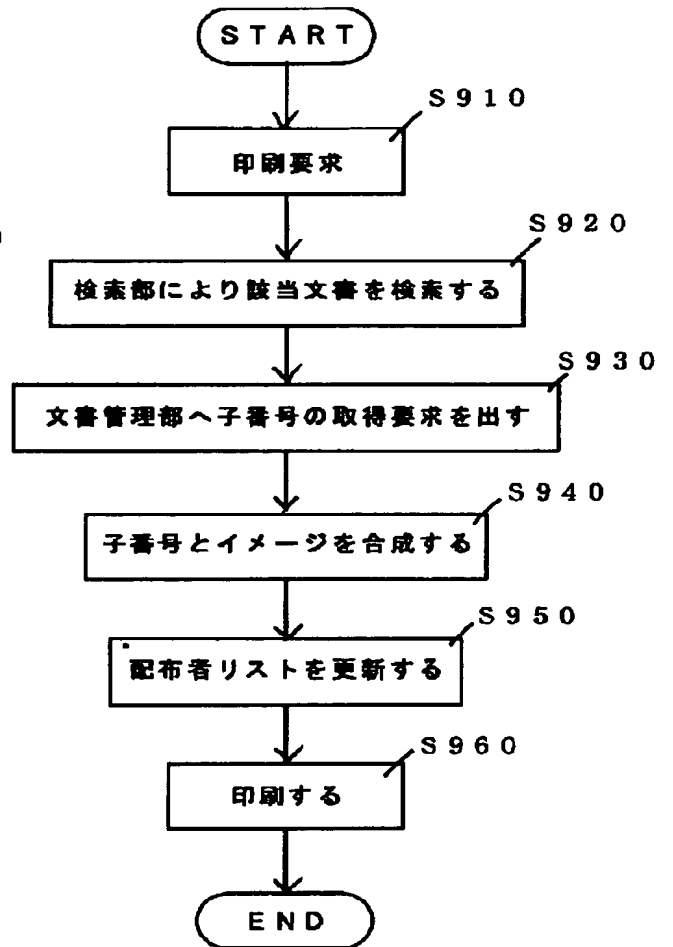 START
S910
印刷要求
S920
検索部により該当文書を検索する
S930
文書管理部へ子番号の取得要求を出す
S940
子番号とイメージを合成する
S950
配布者リストを更新する
S960
印刷する
END